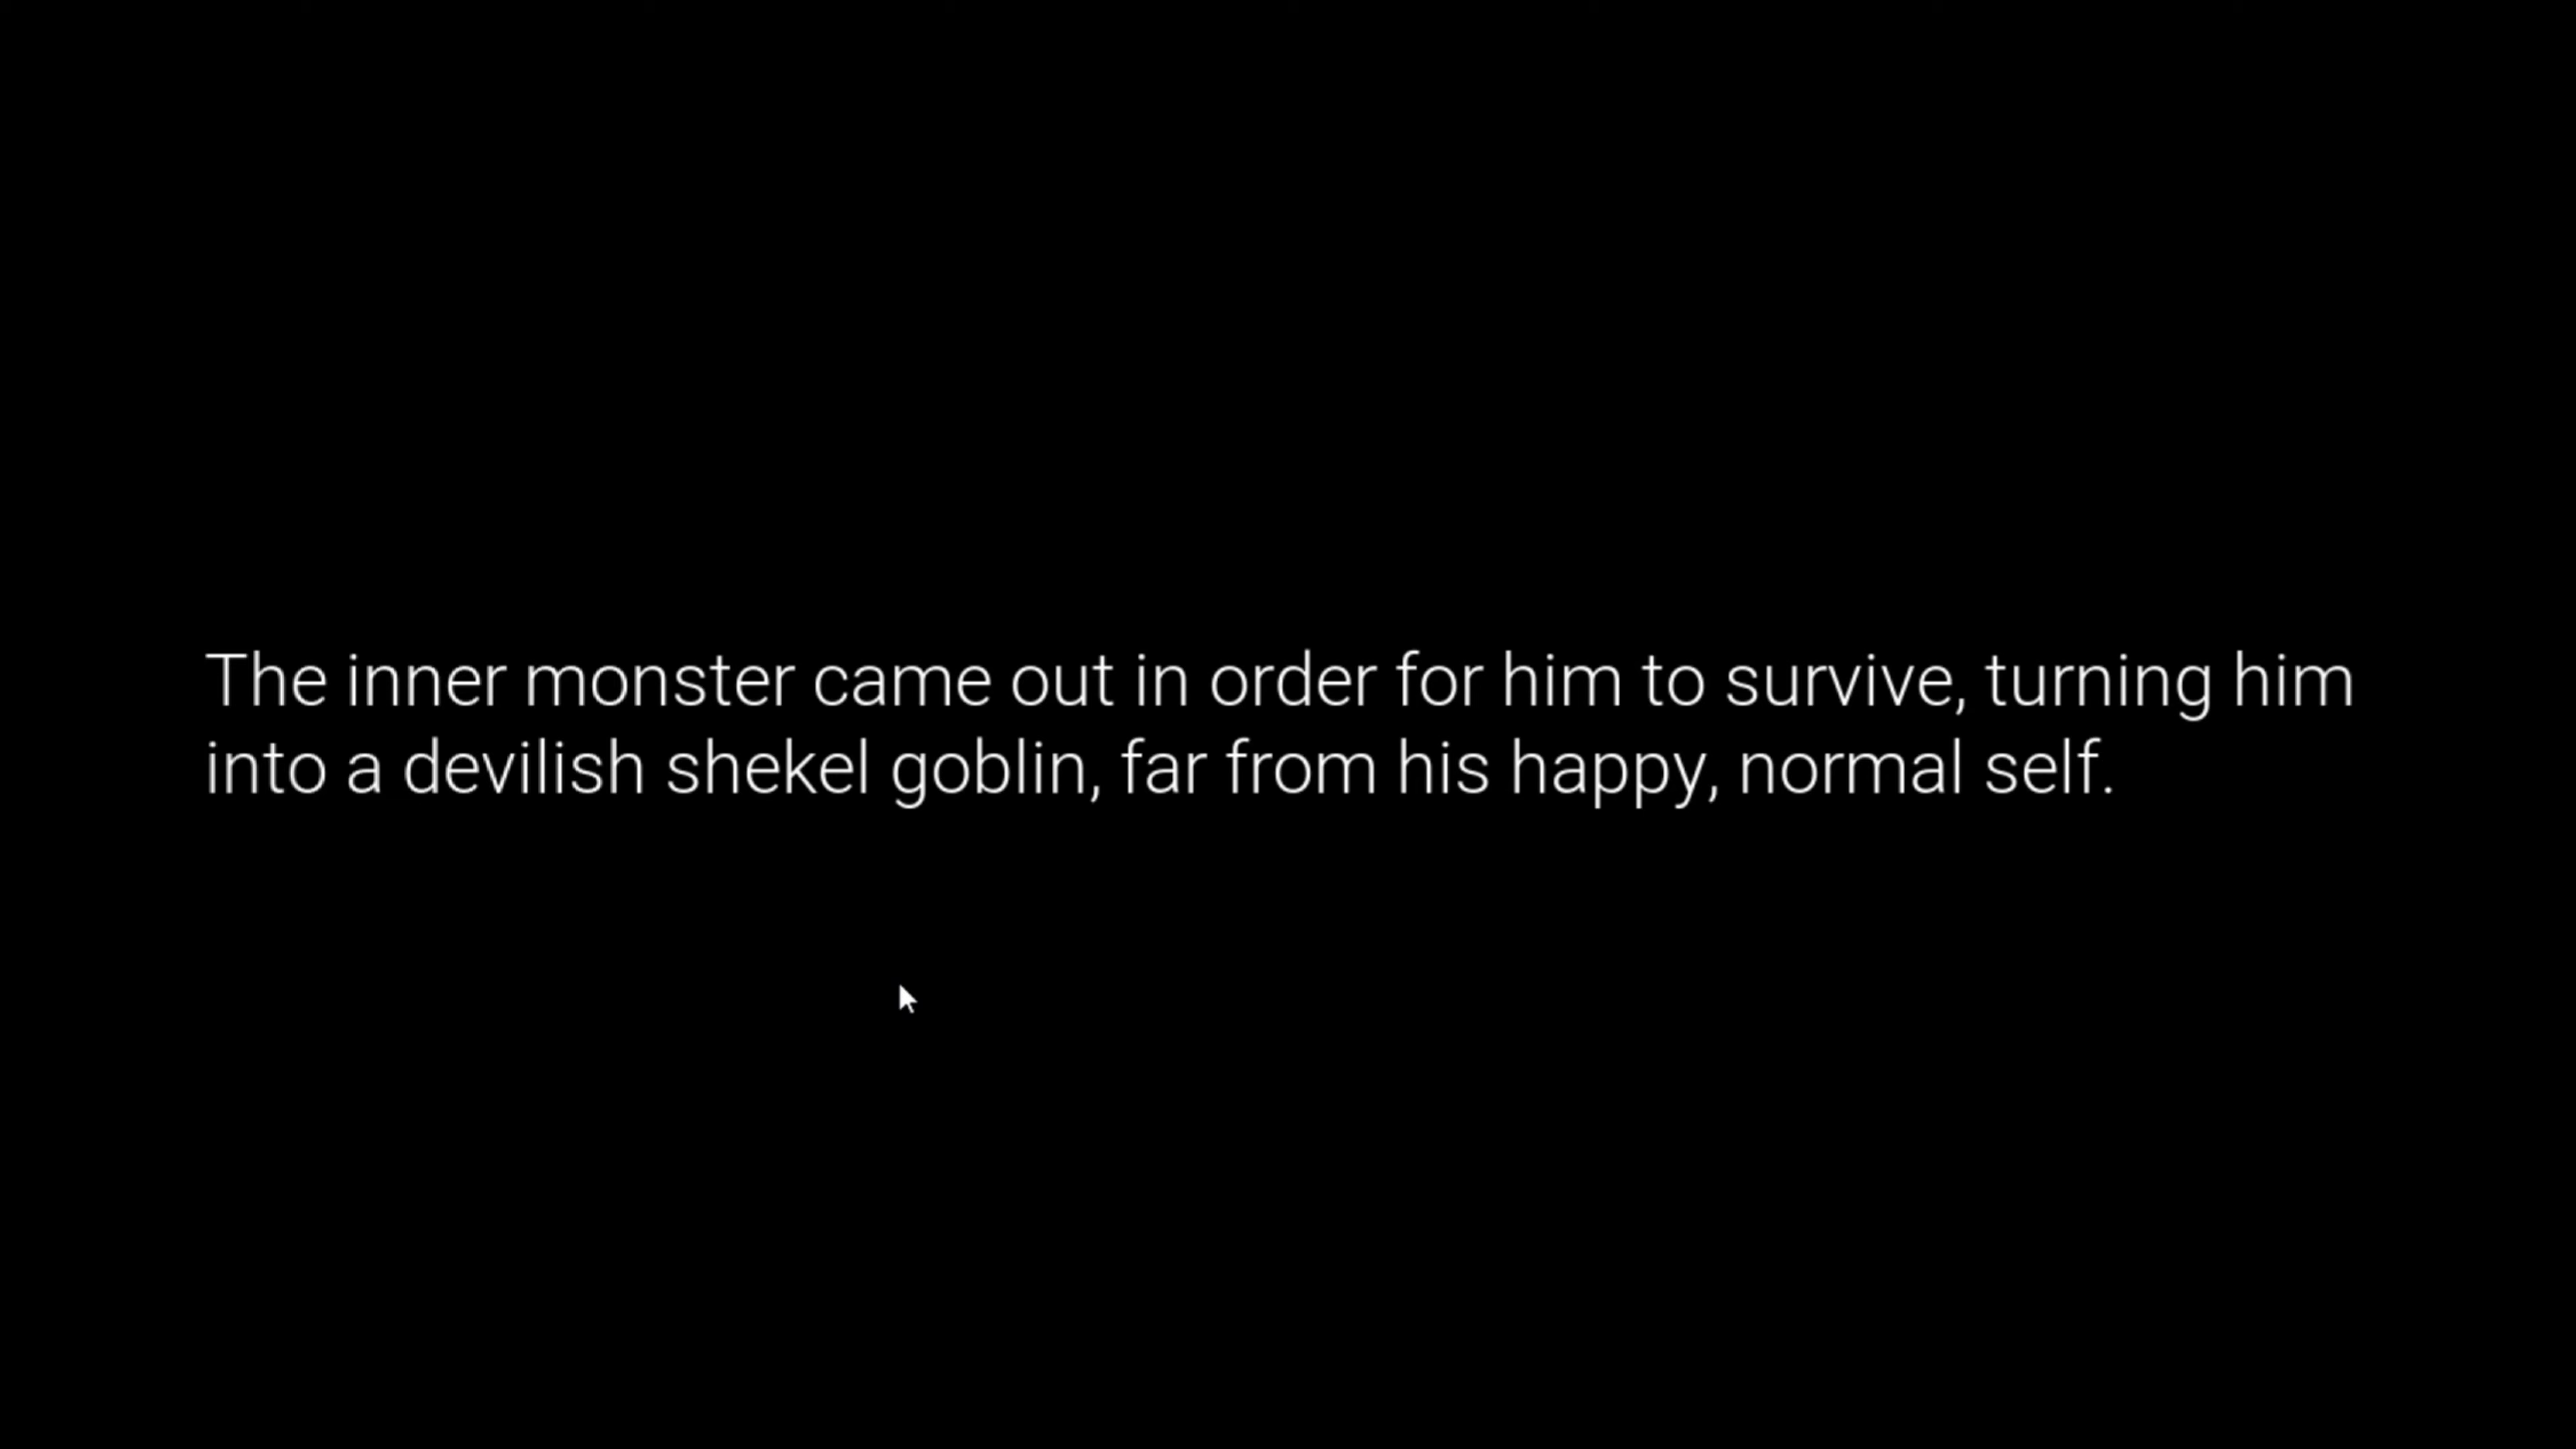 The inner monster came out in order for him to survive, turning him
into a devilish shekel goblin, far from his happy, normal self.